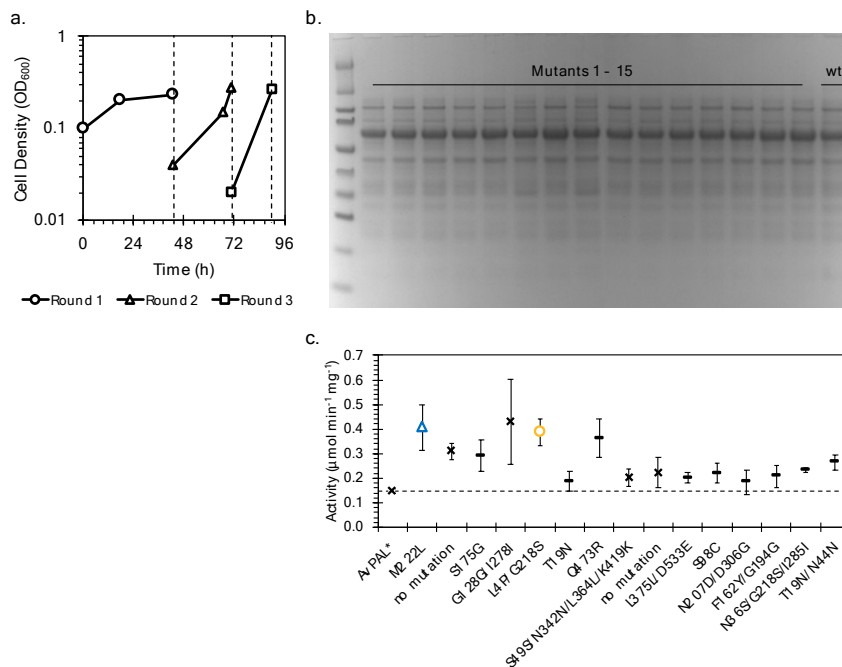 a.
1
0.1
0.01
Cell Density (OD600)
0 24 48 72 96
Time (h)
Round 1 Round 2 Round 3
b.
Mutants 1 - 15
wt
c.
0.7
0.6
0.5
0.4
0.3
0.2
0.1
0.0
Activity (µmol min-1 mg-1)
AvPAL*
M222L
no mutation
S175G
G128G/I278I
L4P/G218S
T19N
Q473R
S49S/N342N/L364L/K419K
no mutation
L375L/D533E
S98C
N207D/D306G
F162Y/G194G
N36S/G218S/I285I
T19N/N44N